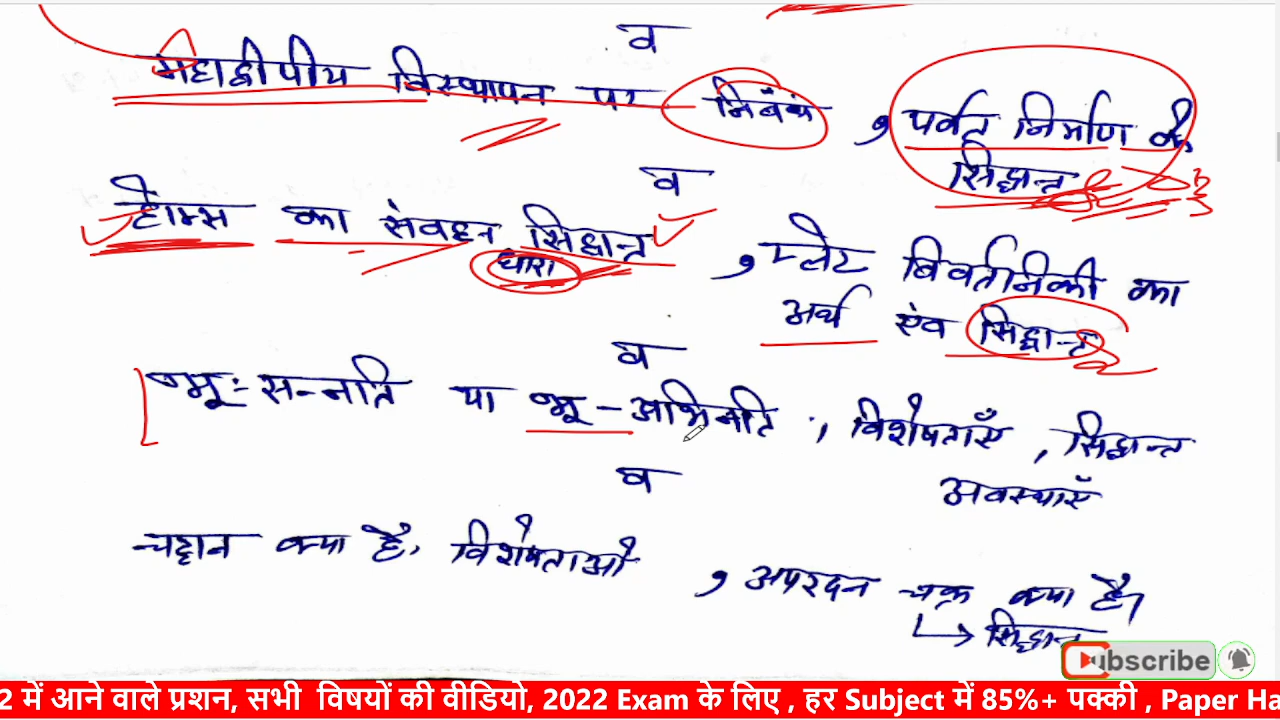 व
महाद्वीपीय विस्थापन पर निबंध , पर्वत निर्माण के
सिद्धान्त
व
होम्स का संवहन सिद्धान्त
धारा
, प्लेट विवर्तनिकी का
अर्थ एंव सिद्धान्त
व
भू-सन्नति या भू-अभिनति , विशेषताएँ , सिद्धान्त
अवस्थाएँ
व
चट्टान क्या है, विशेषताओं , अपरदन चक्र क्या है,
↳ सिद्धान्त
Subscribe
2 में आने वाले प्रशन, सभी विषयों की वीडियो, 2022 Exam के लिए , हर Subject में 85%+ पक्की , Paper Ha